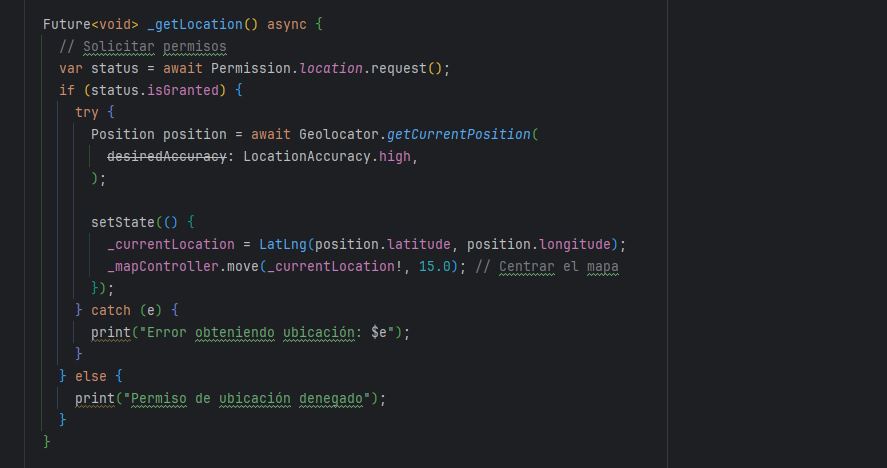 Future<void> _getLocation() async {
// Solicitar permisos
var status = await Permission.location.request();
if (status.isGranted) {
try {
Position position = await Geolocator.getCurrentPosition(
desiredAccuracy: LocationAccuracy.high,
);
setState(() {
_currentLocation = LatLng(position.latitude, position.longitude);
_mapController.move(_currentLocation!, 15.0); // Centrar el mapa
});
} catch (e) {
print("Error obteniendo ubicación: $e");
}
} else {
print("Permiso de ubicación denegado");
}
}